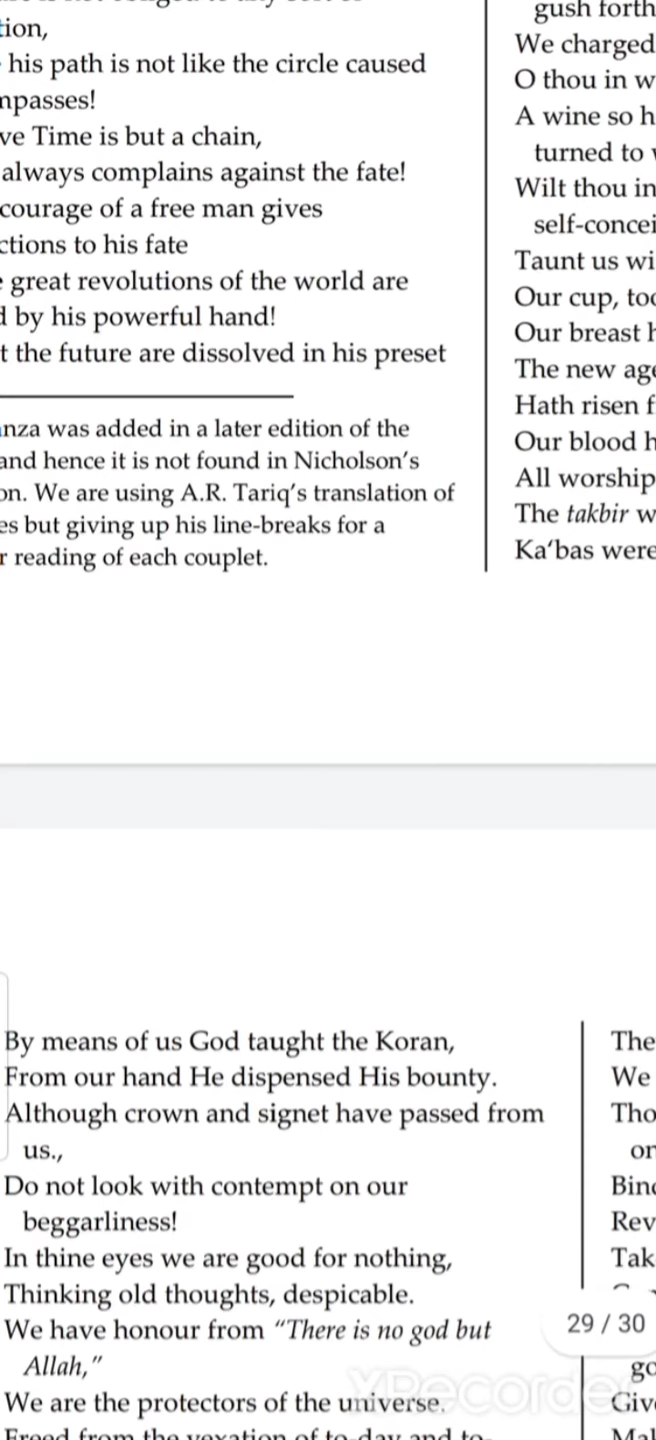 tion,
his path is not like the circle caused
mpasses!
ve Time is but a chain,
always complains against the fate!
courage of a free man gives
ctions to his fate
great revolutions of the world are
d by his powerful hand!
t the future are dissolved in his preset
nza was added in a later edition of the
and hence it is not found in Nicholson's
on. We are using A.R. Tariq's translation of
es but giving up his line-breaks for a
r reading of each couplet.
gush forth
We charged
O thou in w
A wine so h
turned to
Wilt thou in
self-concei
Taunt us wi
Our cup, too
Our breast h
The new age
Hath risen f
Our blood h
All worship
The takbir w
Ka'bas were
By means of us God taught the Koran,
From our hand He dispensed His bounty.
Although crown and signet have passed from
us.,
Do not look with contempt on our
beggarliness!
In thine eyes we are good for nothing,
Thinking old thoughts, despicable.
We have honour from "There is no god but
Allah,"
We are the protectors of the universe.
Freed from the vexation of to-day and to-
The
We
Tho
or
Bind
Rev
Tak
29 / 30
go
Giv
XRecorder